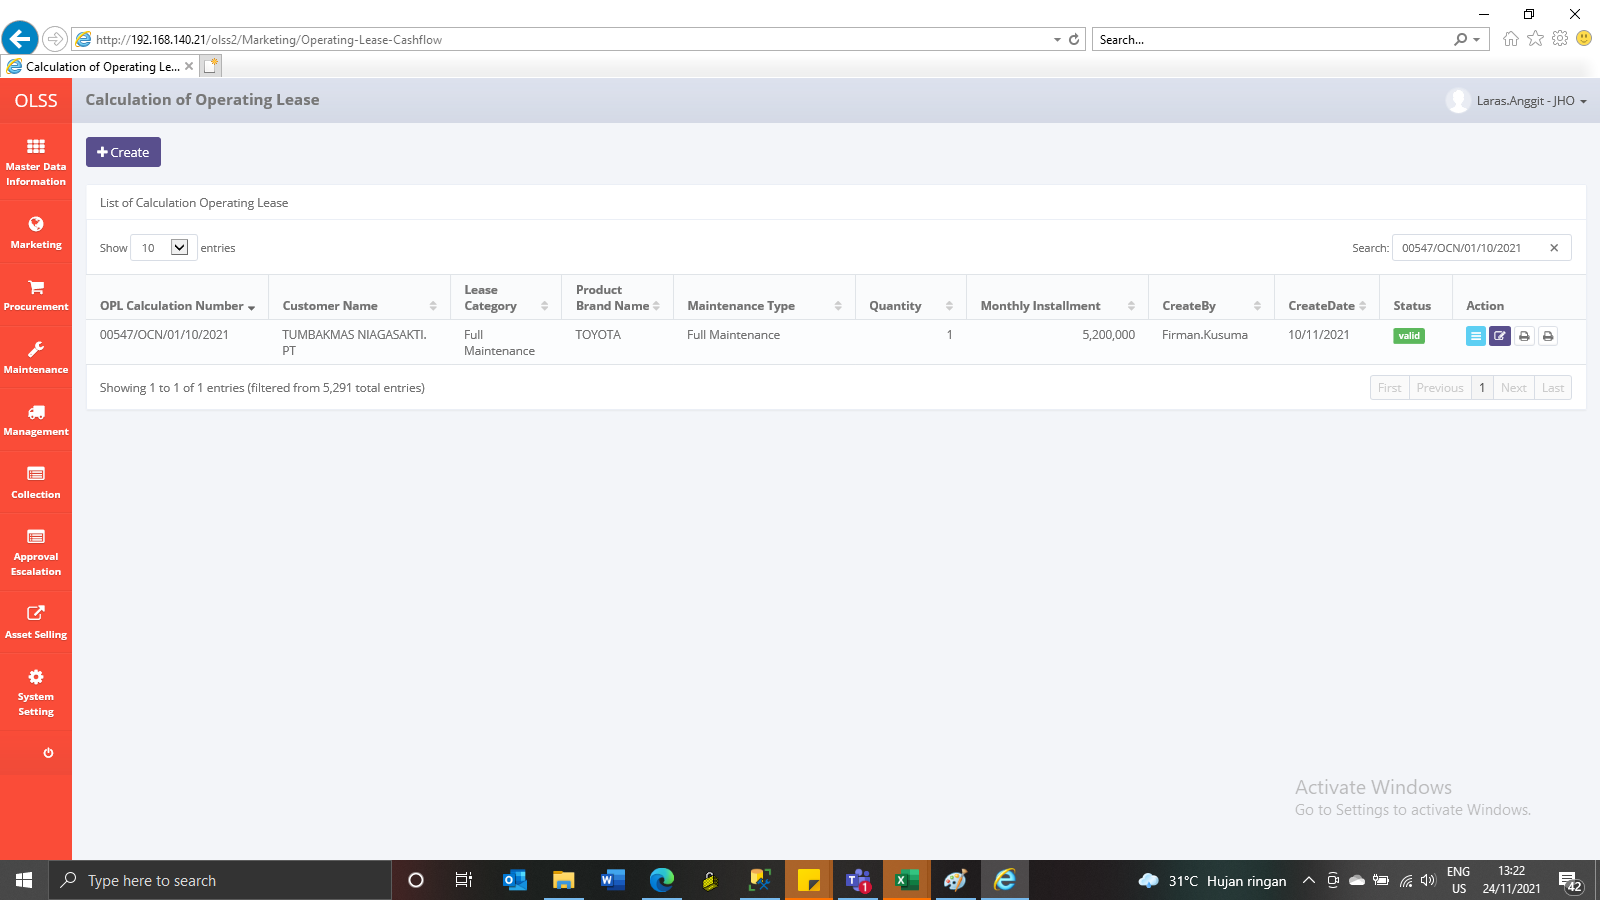 http://192.168.140.21/olss2/Marketing/Operating-Lease-Cashflow
Search...
Calculation of Operating Le...
OLSS
Calculation of Operating Lease
Laras.Anggit - JHO
Master Data
Information
Marketing
Procurement
Maintenance
Management
Collection
Approval
Escalation
Asset Selling
System
Setting
Create
List of Calculation Operating Lease
Show 10 entries
Search: 00547/OCN/01/10/2021
OPL Calculation Number
Customer Name
Lease
Category
Product
Brand Name
Maintenance Type
Quantity
Monthly Installment
CreateBy
CreateDate
Status
Action
00547/OCN/01/10/2021
TUMBAKMAS NIAGASAKTI.
PT
Full
Maintenance
TOYOTA
Full Maintenance
1
5,200,000
Firman.Kusuma
10/11/2021
valid
Showing 1 to 1 of 1 entries (filtered from 5,291 total entries)
First Previous 1 Next Last
Activate Windows
Go to Settings to activate Windows.
Type here to search
1
31°C Hujan ringan
ENG
US
13:22
24/11/2021
42